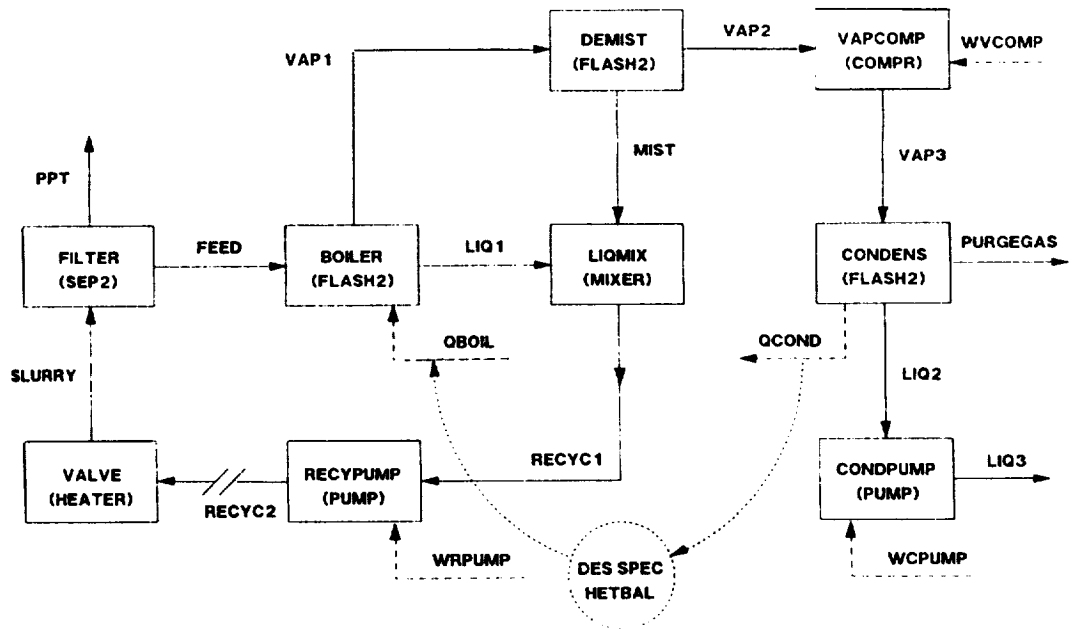 DEMIST
(FLASH2)
VAP2
VAPCOMP
(COMPR)
WVCOMP
VAP1
MIST
VAP3
PPT
FILTER
(SEP2)
FEED
BOILER
(FLASH2)
LIQ1
LIQMIX
(MIXER)
CONDENS
(FLASH2)
PURGEGAS
QBOIL
QCOND
SLURRY
LIQ2
VALVE
(HEATER)
RECYC2
RECYPUMP
(PUMP)
RECYC1
CONDPUMP
(PUMP)
LIQ3
WRPUMP
DES SPEC
HETBAL
WCPUMP